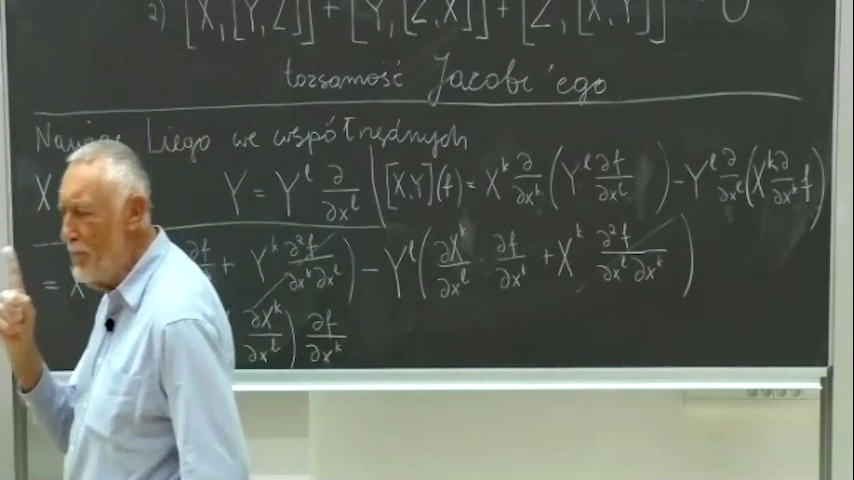 2) [X,[Y,Z]] + [Y,[Z,X]] + [Z,[X,Y]] = 0
tożsamość Jacobi'ego
Nawias Liego we współrzędnych
X Y = Y^l ∂/∂x^l [X,Y](f) = X^k ∂/∂x^k (Y^l ∂f/∂x^l) - Y^l ∂/∂x^l (X^k ∂/∂x^k f)
= X ∂f/ + Y^k ∂²f/∂x^k∂x^l) - Y^l (∂X^k/∂x^l ∂f/∂x^l + X^k ∂²f/∂x^l∂x^k)
∂X^k/∂x^l) ∂f/∂x^k